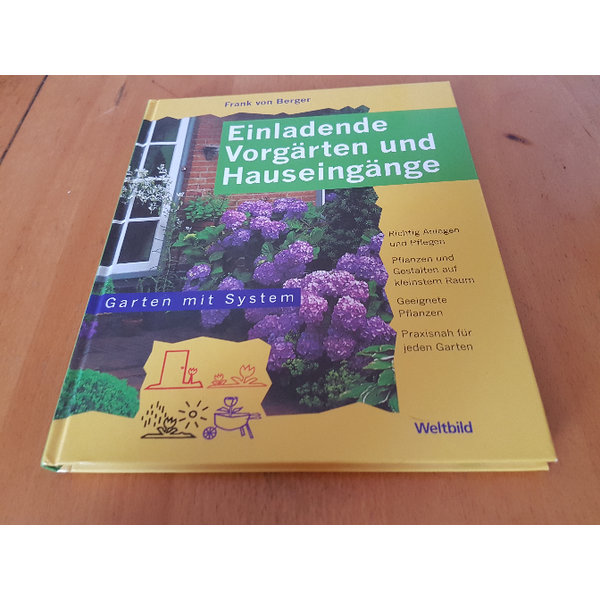 Frank von Berger
Einladende
Vorgärten und
Hauseingänge
Richtig Anlagen
und Pflegen
Pflanzen und
Gestalten auf
kleinstem Raum
Geeignete
Pflanzen
Praxisnah für
jeden Garten
Garten mit System
Weltbild